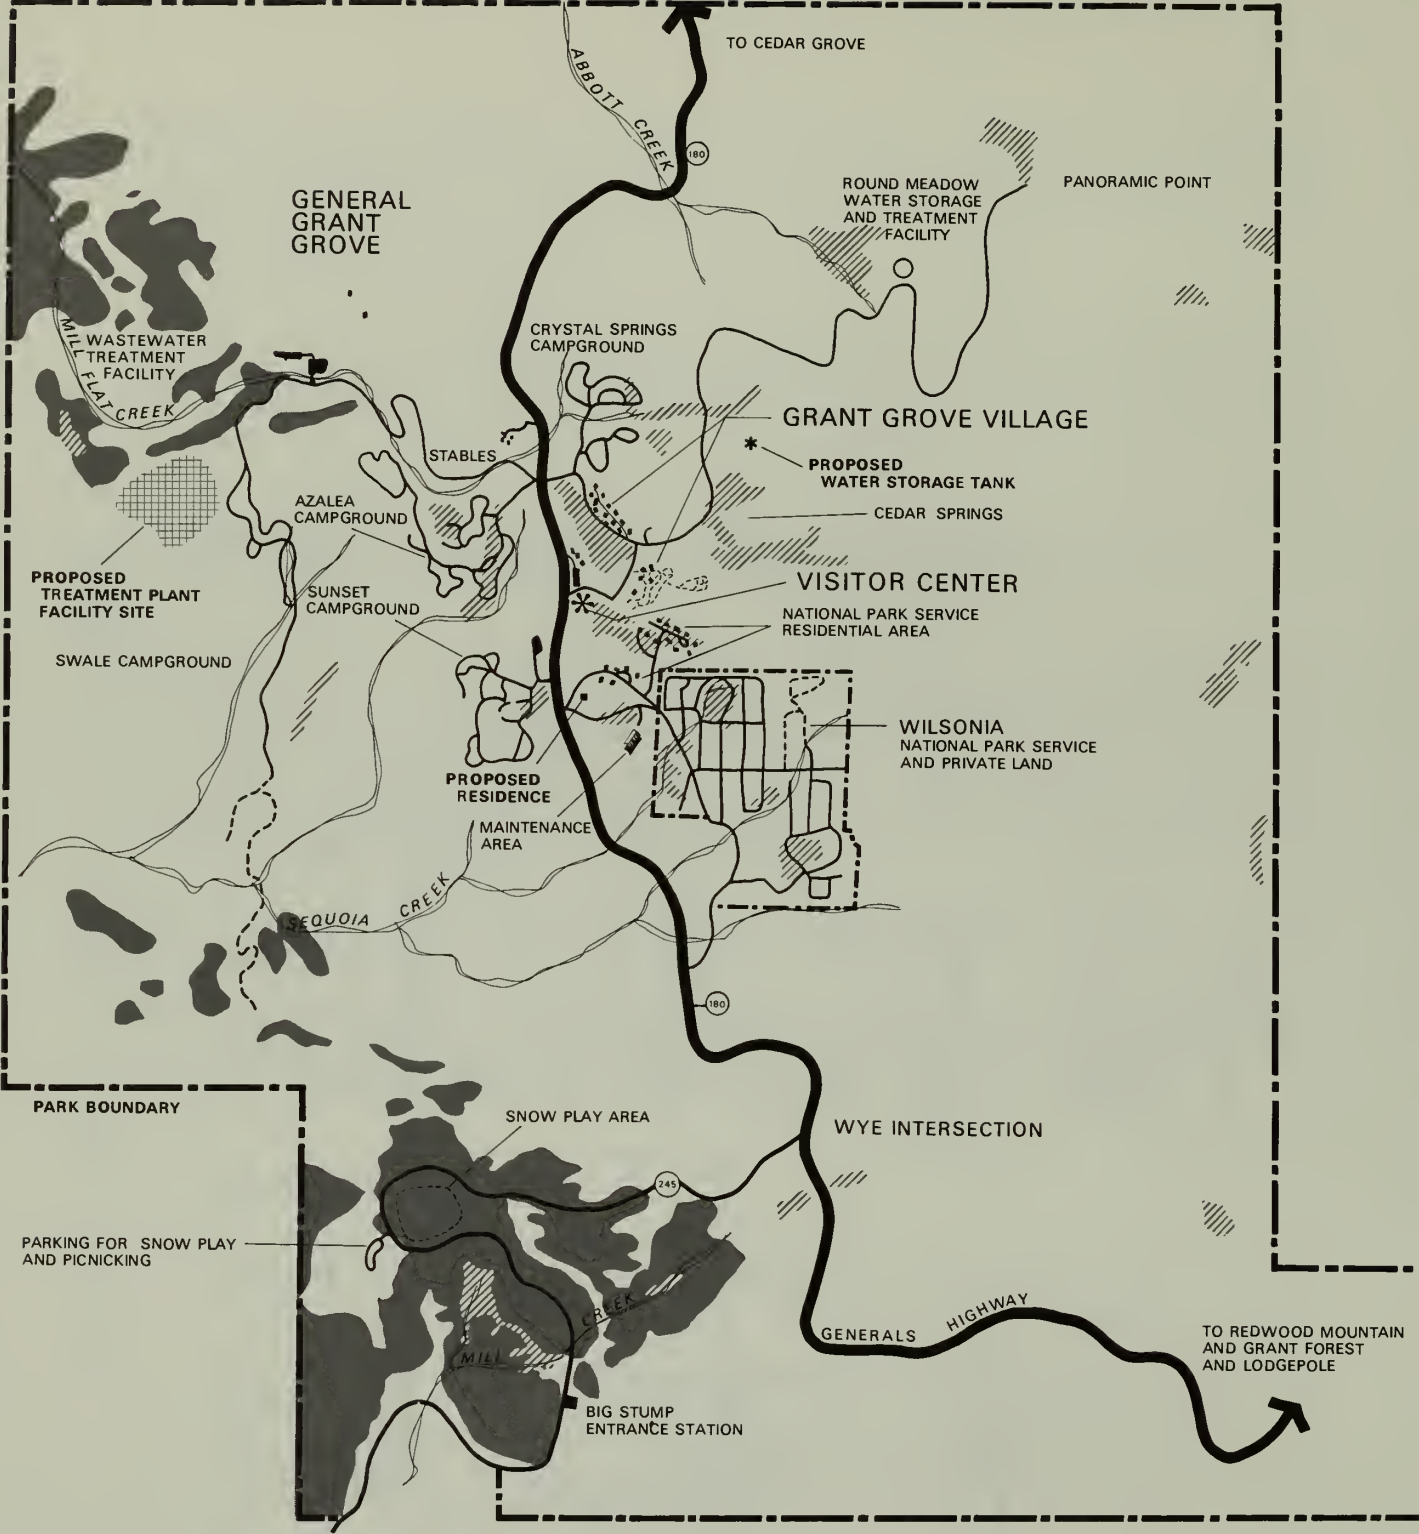 TO CEDAR GROVE
ABBOTT CREEK
180
GENERAL
GRANT
GROVE
ROUND MEADOW
WATER STORAGE
AND TREATMENT
FACILITY
PANORAMIC POINT
MILL FLAT CREEK
WASTEWATER
TREATMENT
FACILITY
CRYSTAL SPRINGS
CAMPGROUND
GRANT GROVE VILLAGE
STABLES
PROPOSED
WATER STORAGE TANK
AZALEA
CAMPGROUND
CEDAR SPRINGS
PROPOSED
TREATMENT PLANT
FACILITY SITE
SUNSET
CAMPGROUND
VISITOR CENTER
NATIONAL PARK SERVICE
RESIDENTIAL AREA
SWALE CAMPGROUND
WILSONIA
NATIONAL PARK SERVICE
AND PRIVATE LAND
PROPOSED
RESIDENCE
MAINTENANCE
AREA
SEQUOIA CREEK
180
PARK BOUNDARY
SNOW PLAY AREA
WYE INTERSECTION
245
PARKING FOR SNOW PLAY
AND PICNICKING
MILL CREEK
GENERALS HIGHWAY
TO REDWOOD MOUNTAIN
AND GRANT FOREST
AND LODGEPOLE
BIG STUMP
ENTRANCE STATION